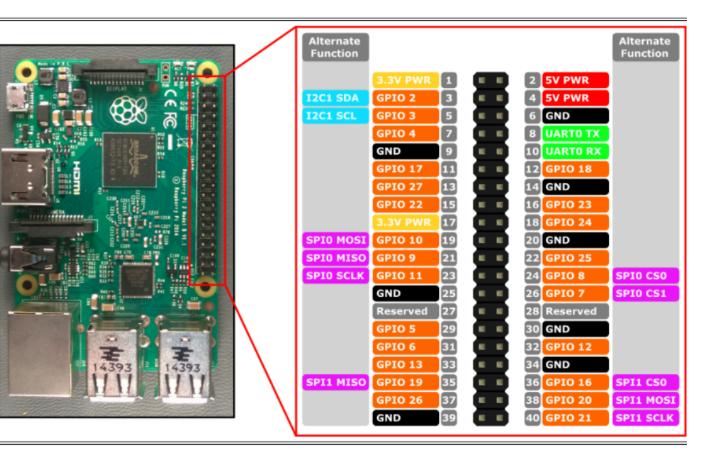 Alternate
Function
Alternate
Function
3.3V PWR 1 2 5V PWR
I2C1 SDA GPIO 2 3 4 5V PWR
I2C1 SCL GPIO 3 5 6 GND
GPIO 4 7 8 UART0 TX
GND 9 10 UART0 RX
GPIO 17 11 12 GPIO 18
GPIO 27 13 14 GND
GPIO 22 15 16 GPIO 23
3.3V PWR 17 18 GPIO 24
SPI0 MOSI GPIO 10 19 20 GND
SPI0 MISO GPIO 9 21 22 GPIO 25
SPI0 SCLK GPIO 11 23 24 GPIO 8 SPI0 CS0
GND 25 26 GPIO 7 SPI0 CS1
Reserved 27 28 Reserved
GPIO 5 29 30 GND
GPIO 6 31 32 GPIO 12
GPIO 13 33 34 GND
SPI1 MISO GPIO 19 35 36 GPIO 16 SPI1 CS0
GPIO 26 37 38 GPIO 20 SPI1 MOSI
GND 39 40 GPIO 21 SPI1 SCLK
DISPLAY
HDMI
CE FC
Raspberry Pi 2 Model B V1.1
© Raspberry Pi 2014
14393
14393